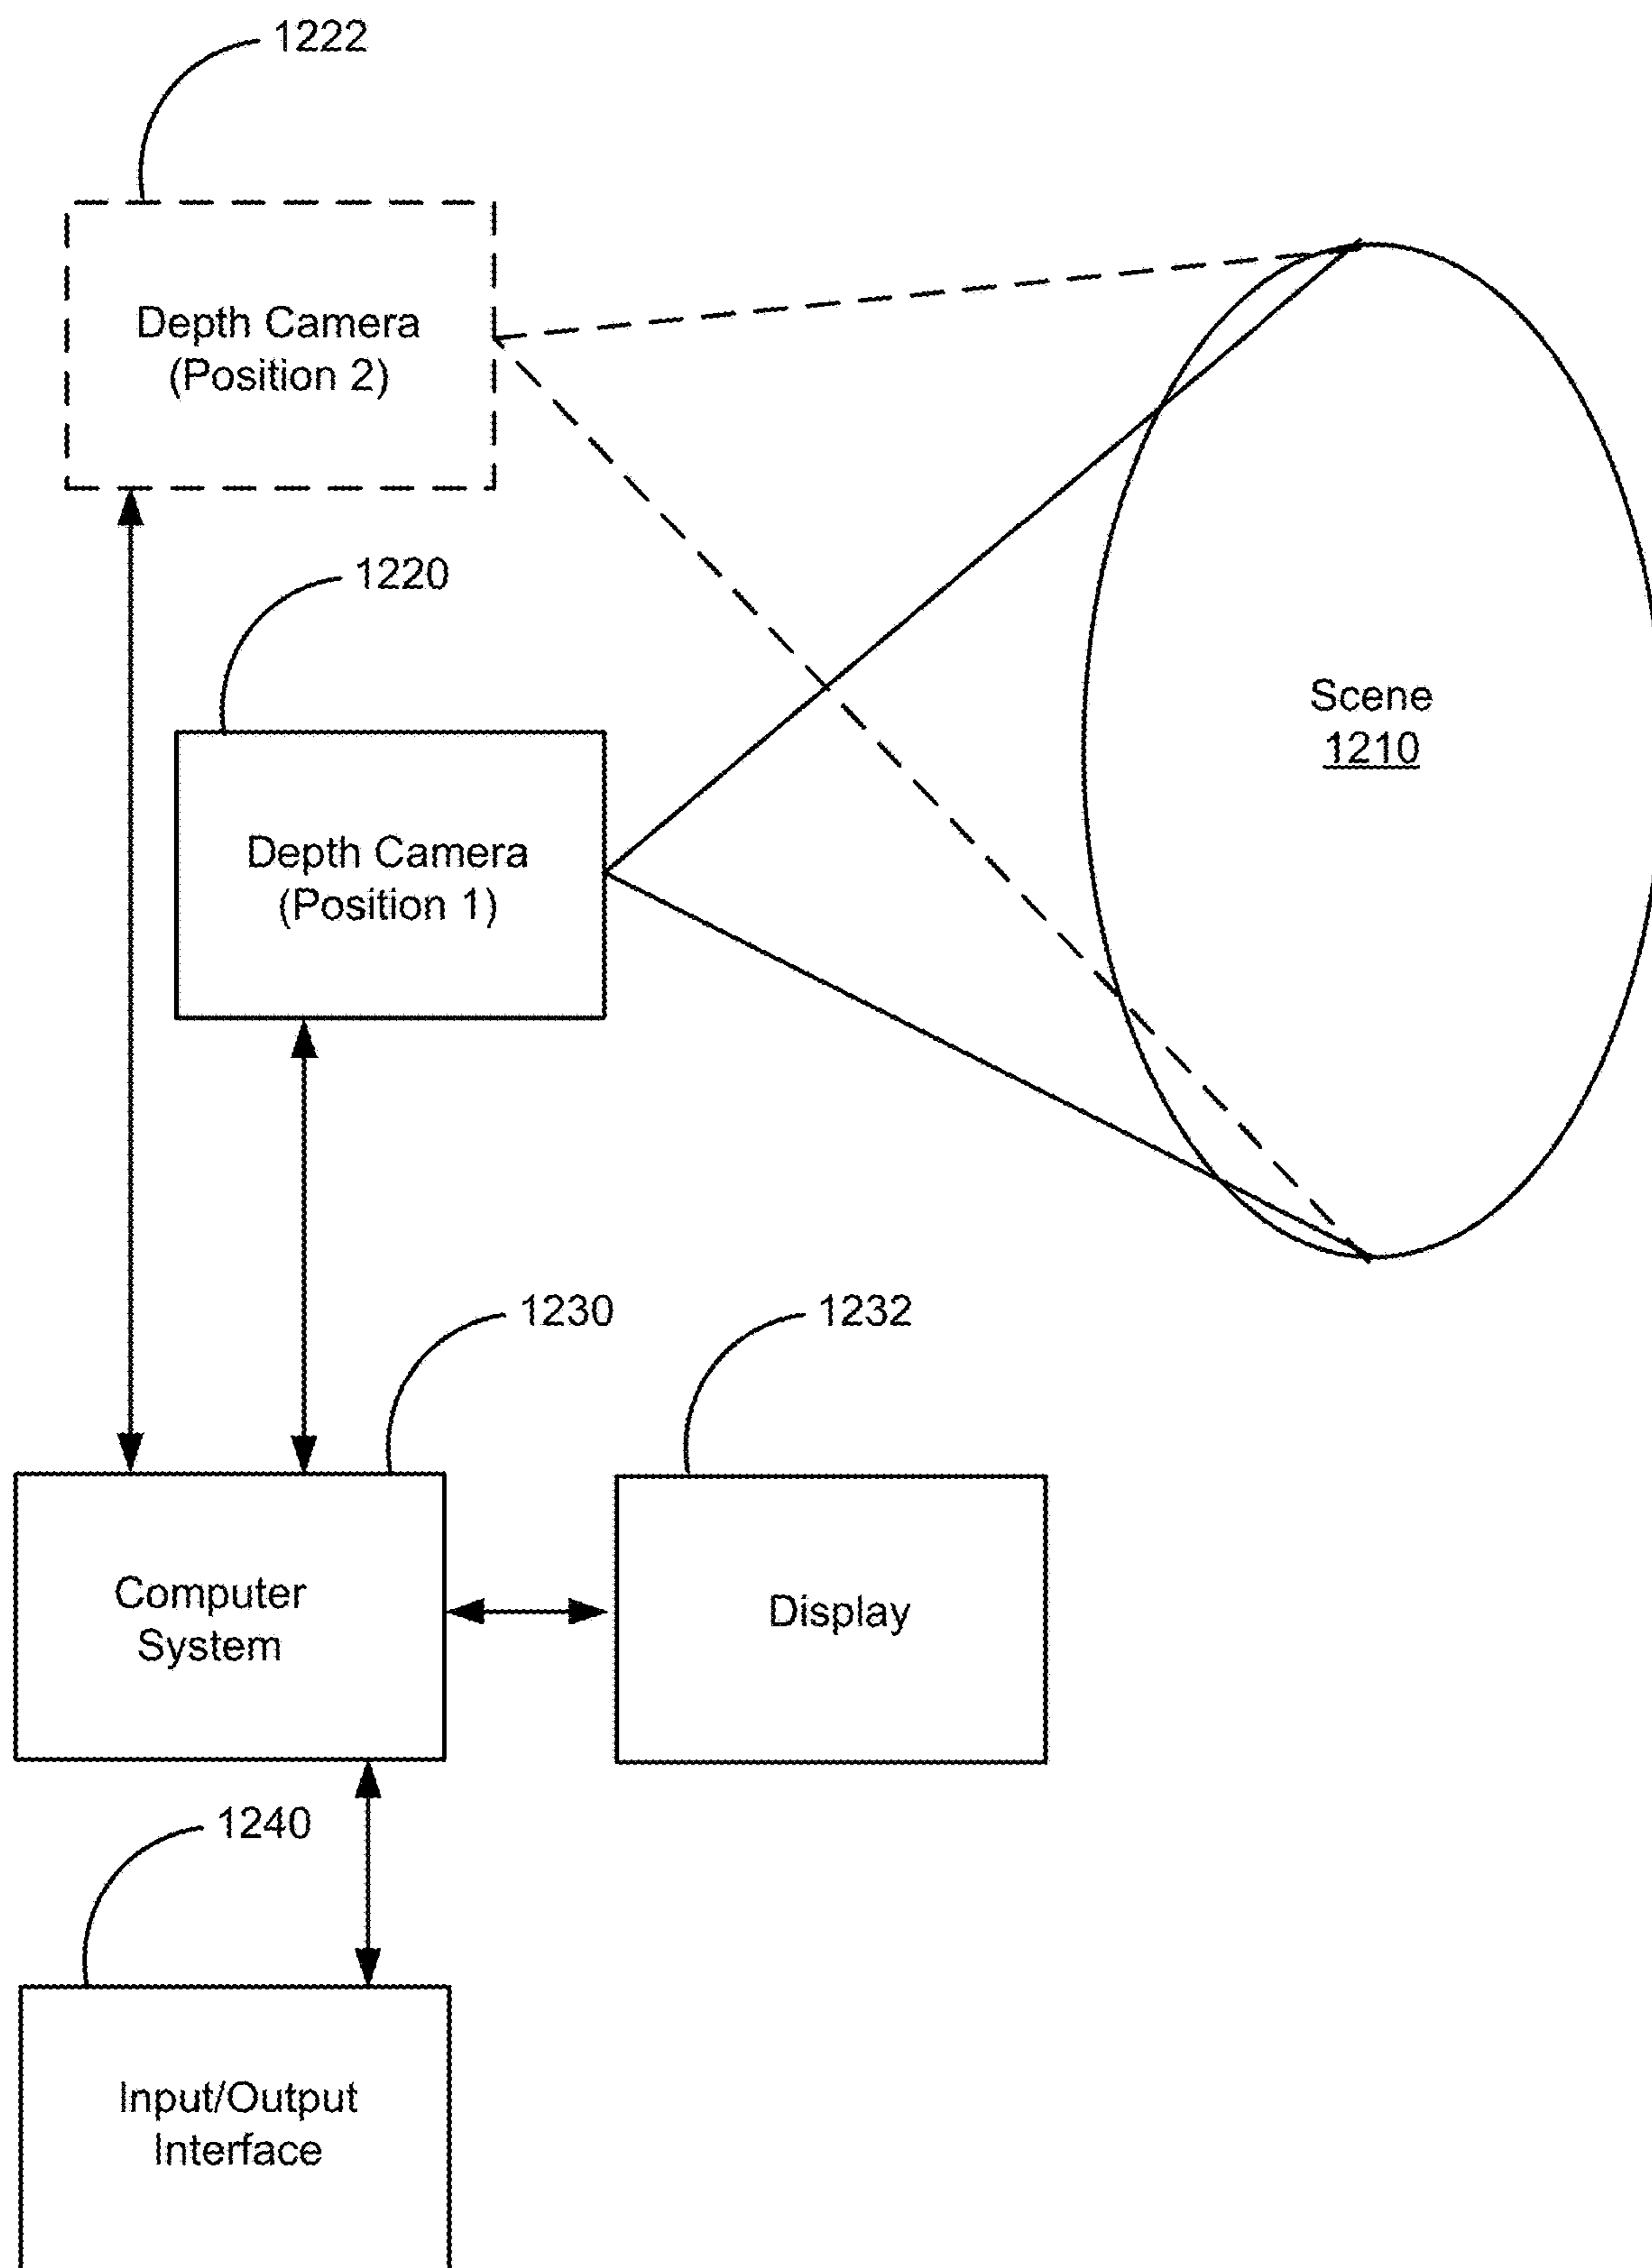 1222
Depth Camera
(Position 2)
1220
Depth Camera
(Position 1)
Scene
1210
1230
1232
Computer
System
Display
1240
Input/Output
Interface